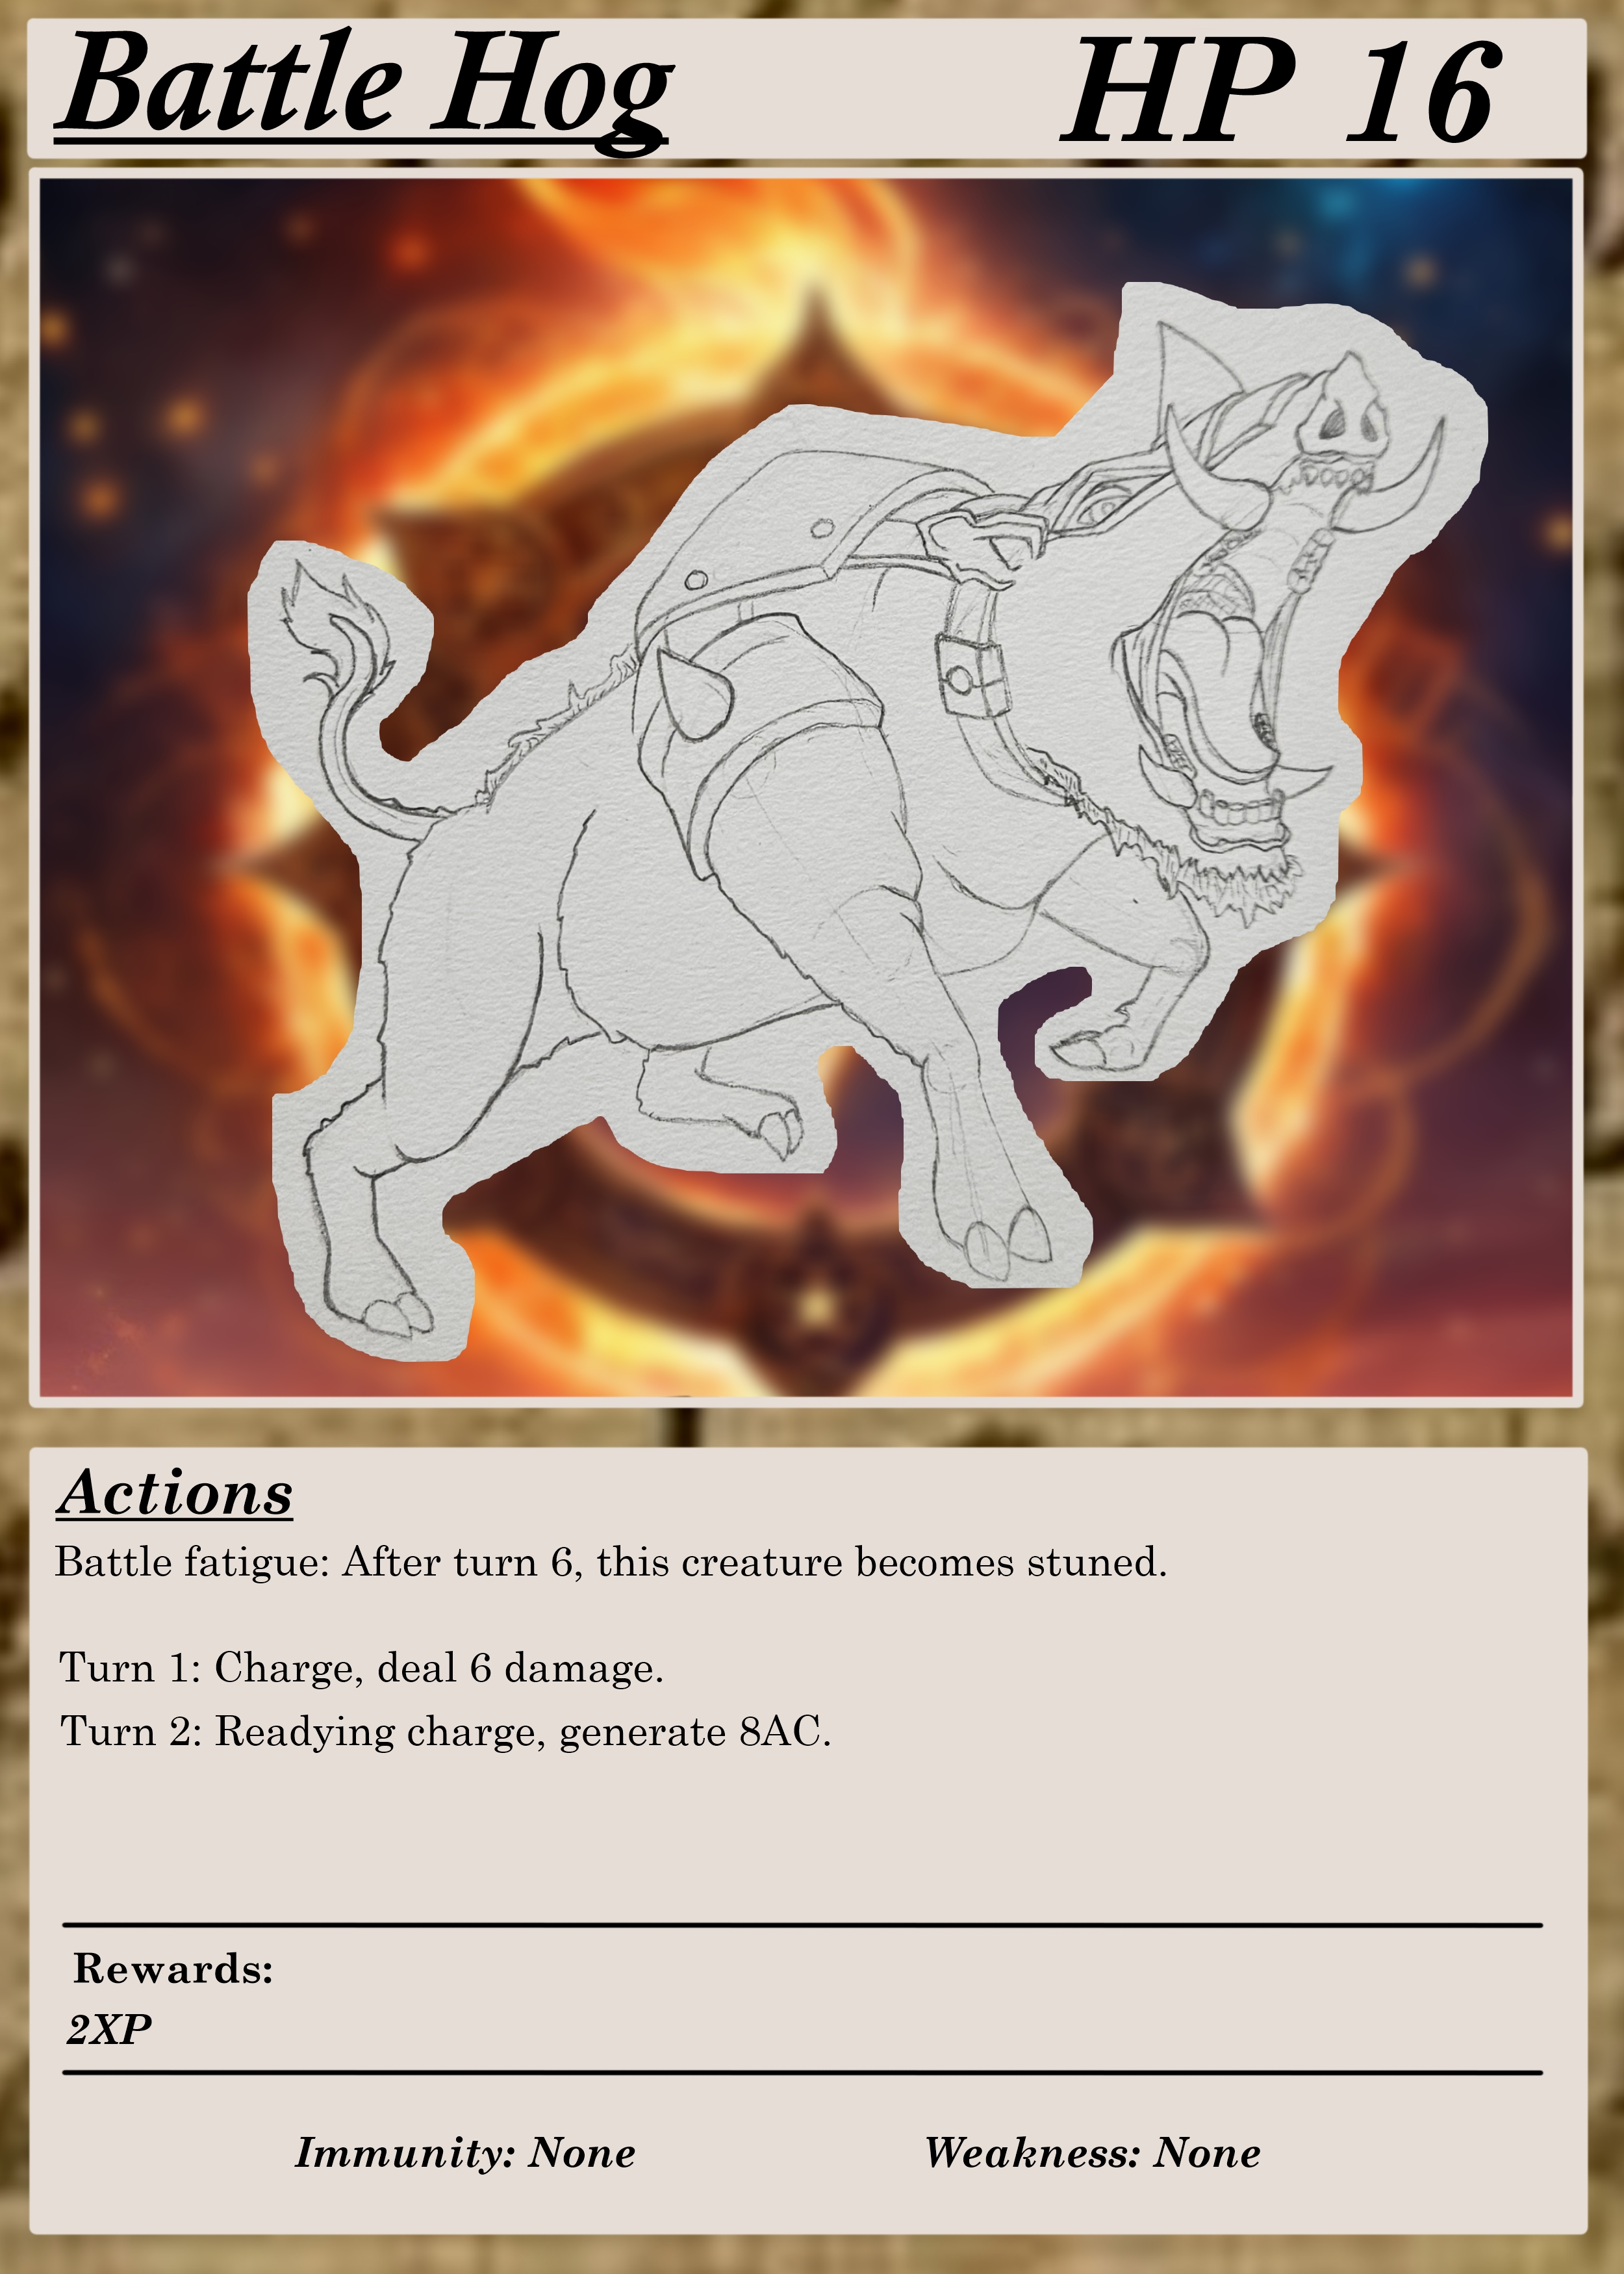 Battle Hog HP 16
Actions
Battle fatigue: After turn 6, this creature becomes stuned.
Turn 1: Charge, deal 6 damage.
Turn 2: Readying charge, generate 8AC.
Rewards:
2XP
Immunity: None Weakness: None